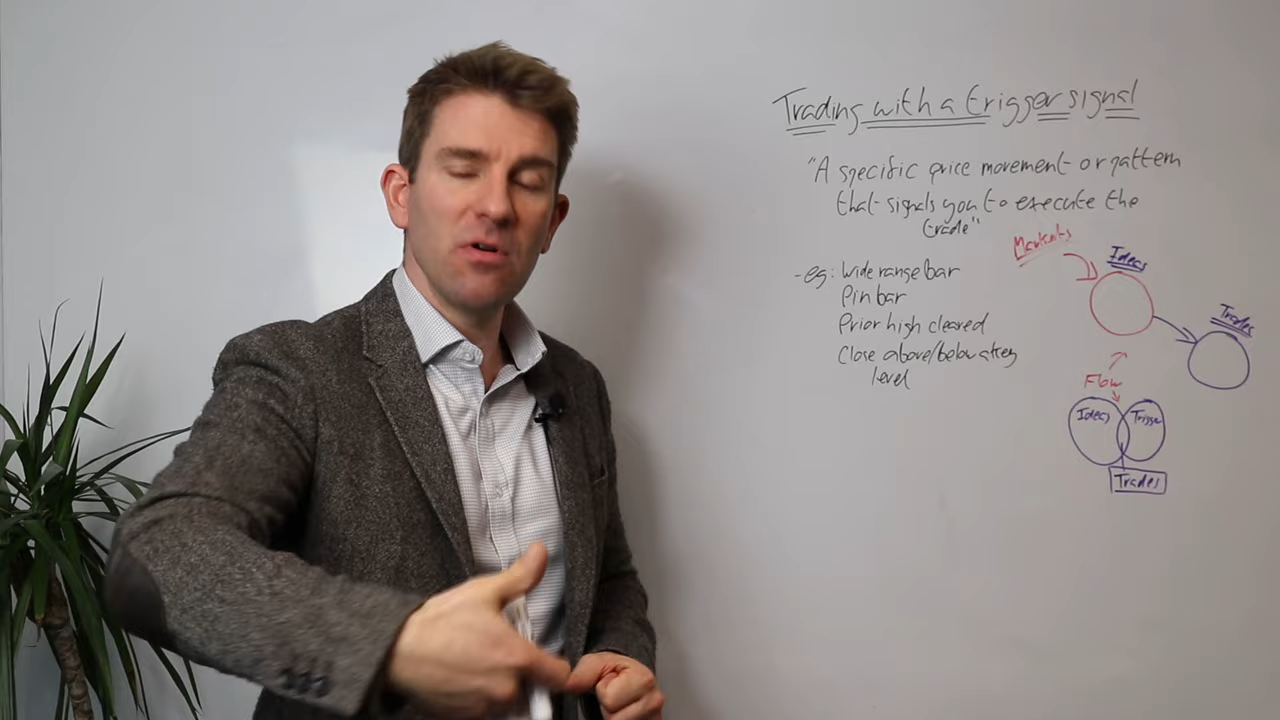 Trading with a trigger signal
"A specific price movement or pattern
that signals you to execute the
trade"
- eg: Wide range bar
Pin bar
Prior high cleared
Close above/below a key
level
Markets
Ideas
Trades
Flow
Ideas
Trigger
Trades